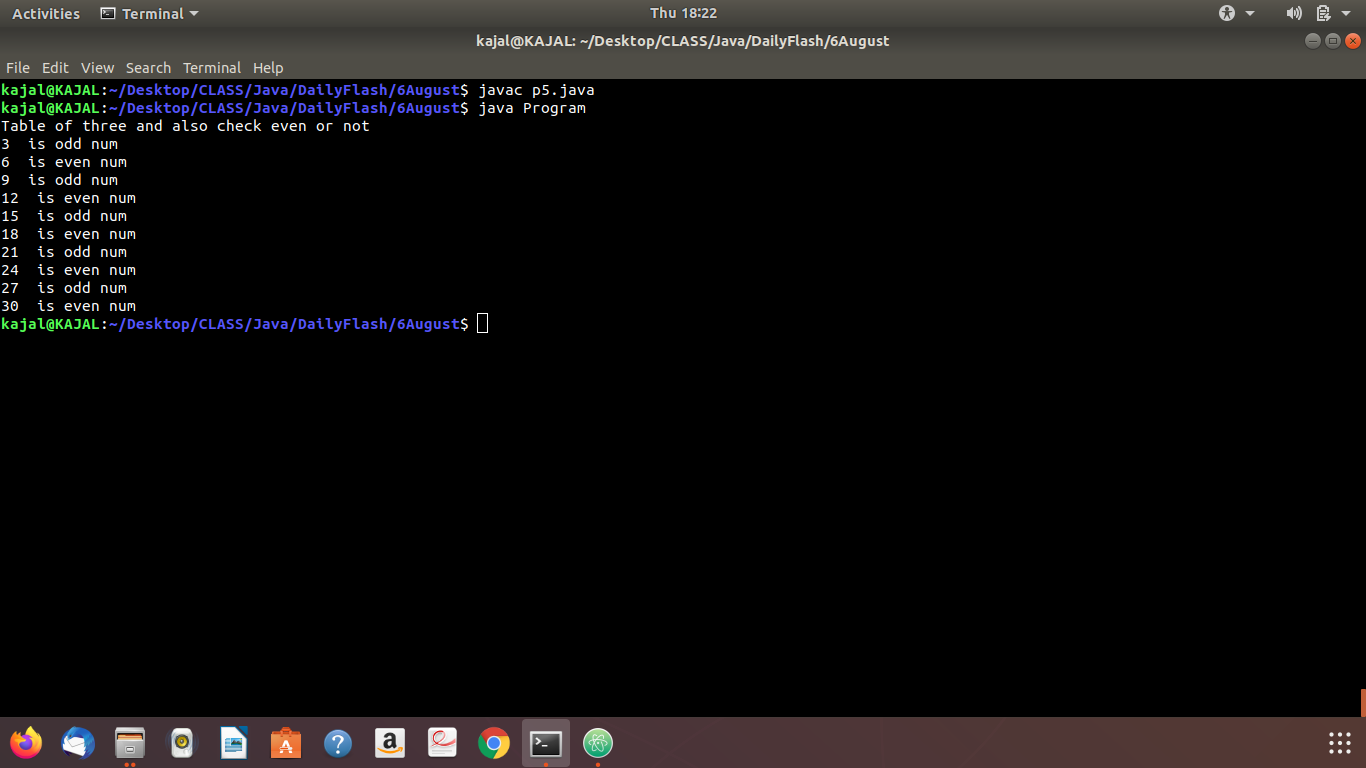 Activities Terminal Thu 18:22
kajal@KAJAL: ~/Desktop/CLASS/Java/DailyFlash/6August
File Edit View Search Terminal Help
kajal@KAJAL:~/Desktop/CLASS/Java/DailyFlash/6August$ javac p5.java
kajal@KAJAL:~/Desktop/CLASS/Java/DailyFlash/6August$ java Program
Table of three and also check even or not
3  is odd num
6  is even num
9  is odd num
12  is even num
15  is odd num
18  is even num
21  is odd num
24  is even num
27  is odd num
30  is even num
kajal@KAJAL:~/Desktop/CLASS/Java/DailyFlash/6August$